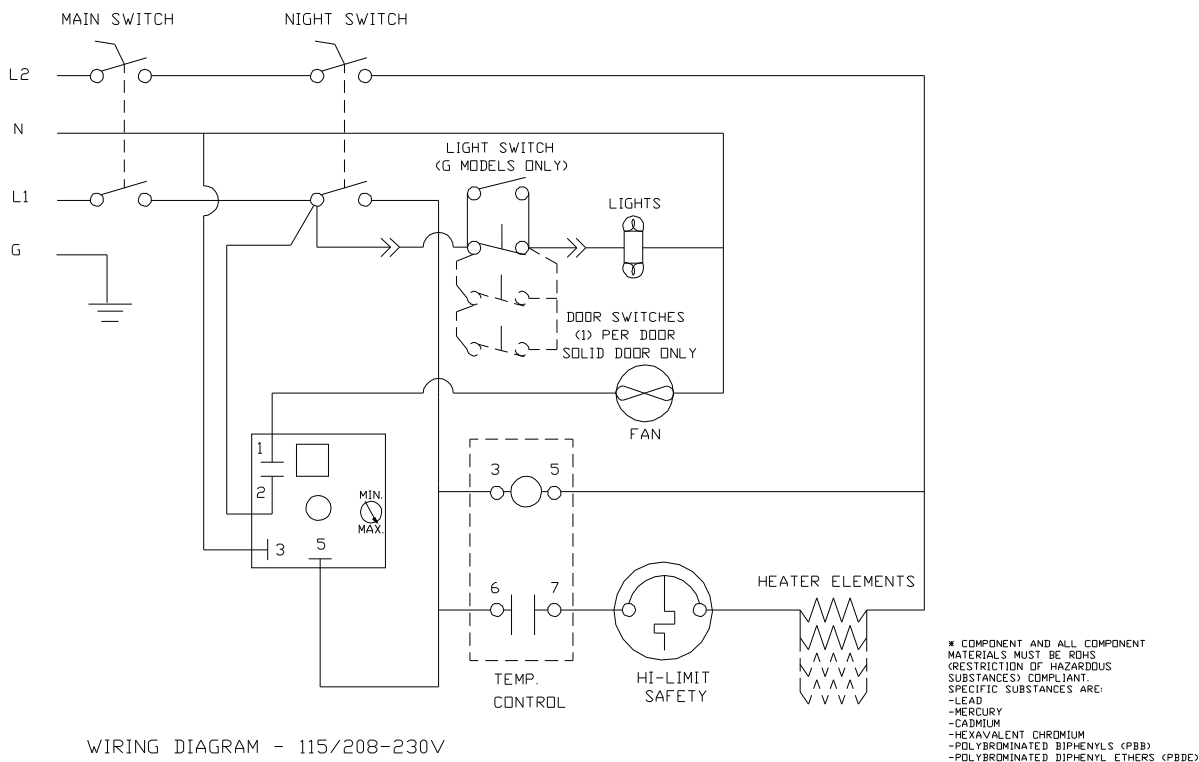 MAIN SWITCH
NIGHT SWITCH
L2
N
LIGHT SWITCH
(G MODELS ONLY)
L1
LIGHTS
G
DOOR SWITCHES
(1) PER DOOR
SOLID DOOR ONLY
FAN
1
2
MIN.
MAX.
3
5
3
5
6
7
HEATER ELEMENTS
TEMP.
CONTROL
HI-LIMIT
SAFETY
* COMPONENT AND ALL COMPONENT
MATERIALS MUST BE ROHS
(RESTRICTION OF HAZARDOUS
SUBSTANCES) COMPLIANT.
SPECIFIC SUBSTANCES ARE:
-LEAD
-MERCURY
-CADMIUM
-HEXAVALENT CHROMIUM
-POLYBROMINATED BIPHENYLS (PBB)
-POLYBROMINATED DIPHENYL ETHERS (PBDE)
WIRING DIAGRAM - 115/208-230V